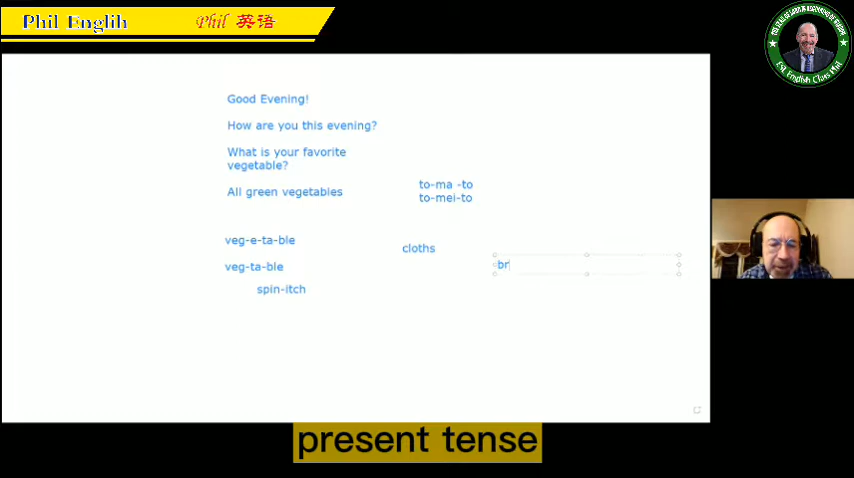 Phil Englih
Phil 英语
Good Evening!
How are you this evening?
What is your favorite
vegetable?
All green vegetables
to-ma -to
to-mei-to
veg-e-ta-ble
cloths
br
veg-ta-ble
spin-itch
present tense